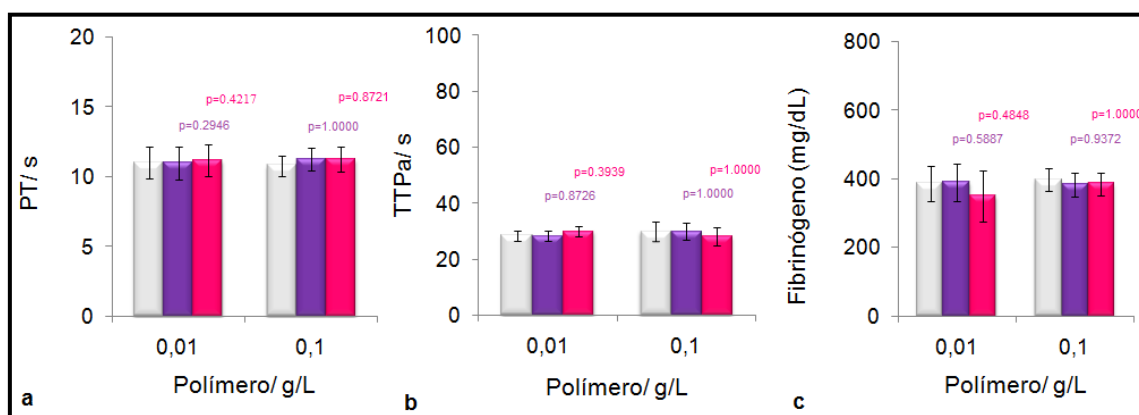 PT/ s
20
15
10
5
0
p=0.4217
p=0.2946
p=0.8721
p=1.0000
0,01
0,1
Polímero/ g/L
a
TTPa/ s
100
80
60
40
20
0
p=0.3939
p=0.8726
p=1.0000
p=1.0000
0,01
0,1
Polímero/ g/L
b
Fibrinógeno (mg/dL)
800
600
400
200
0
p=0.4848
p=0.5887
p=1.0000
p=0.9372
0,01
0,1
Polímero/ g/L
c